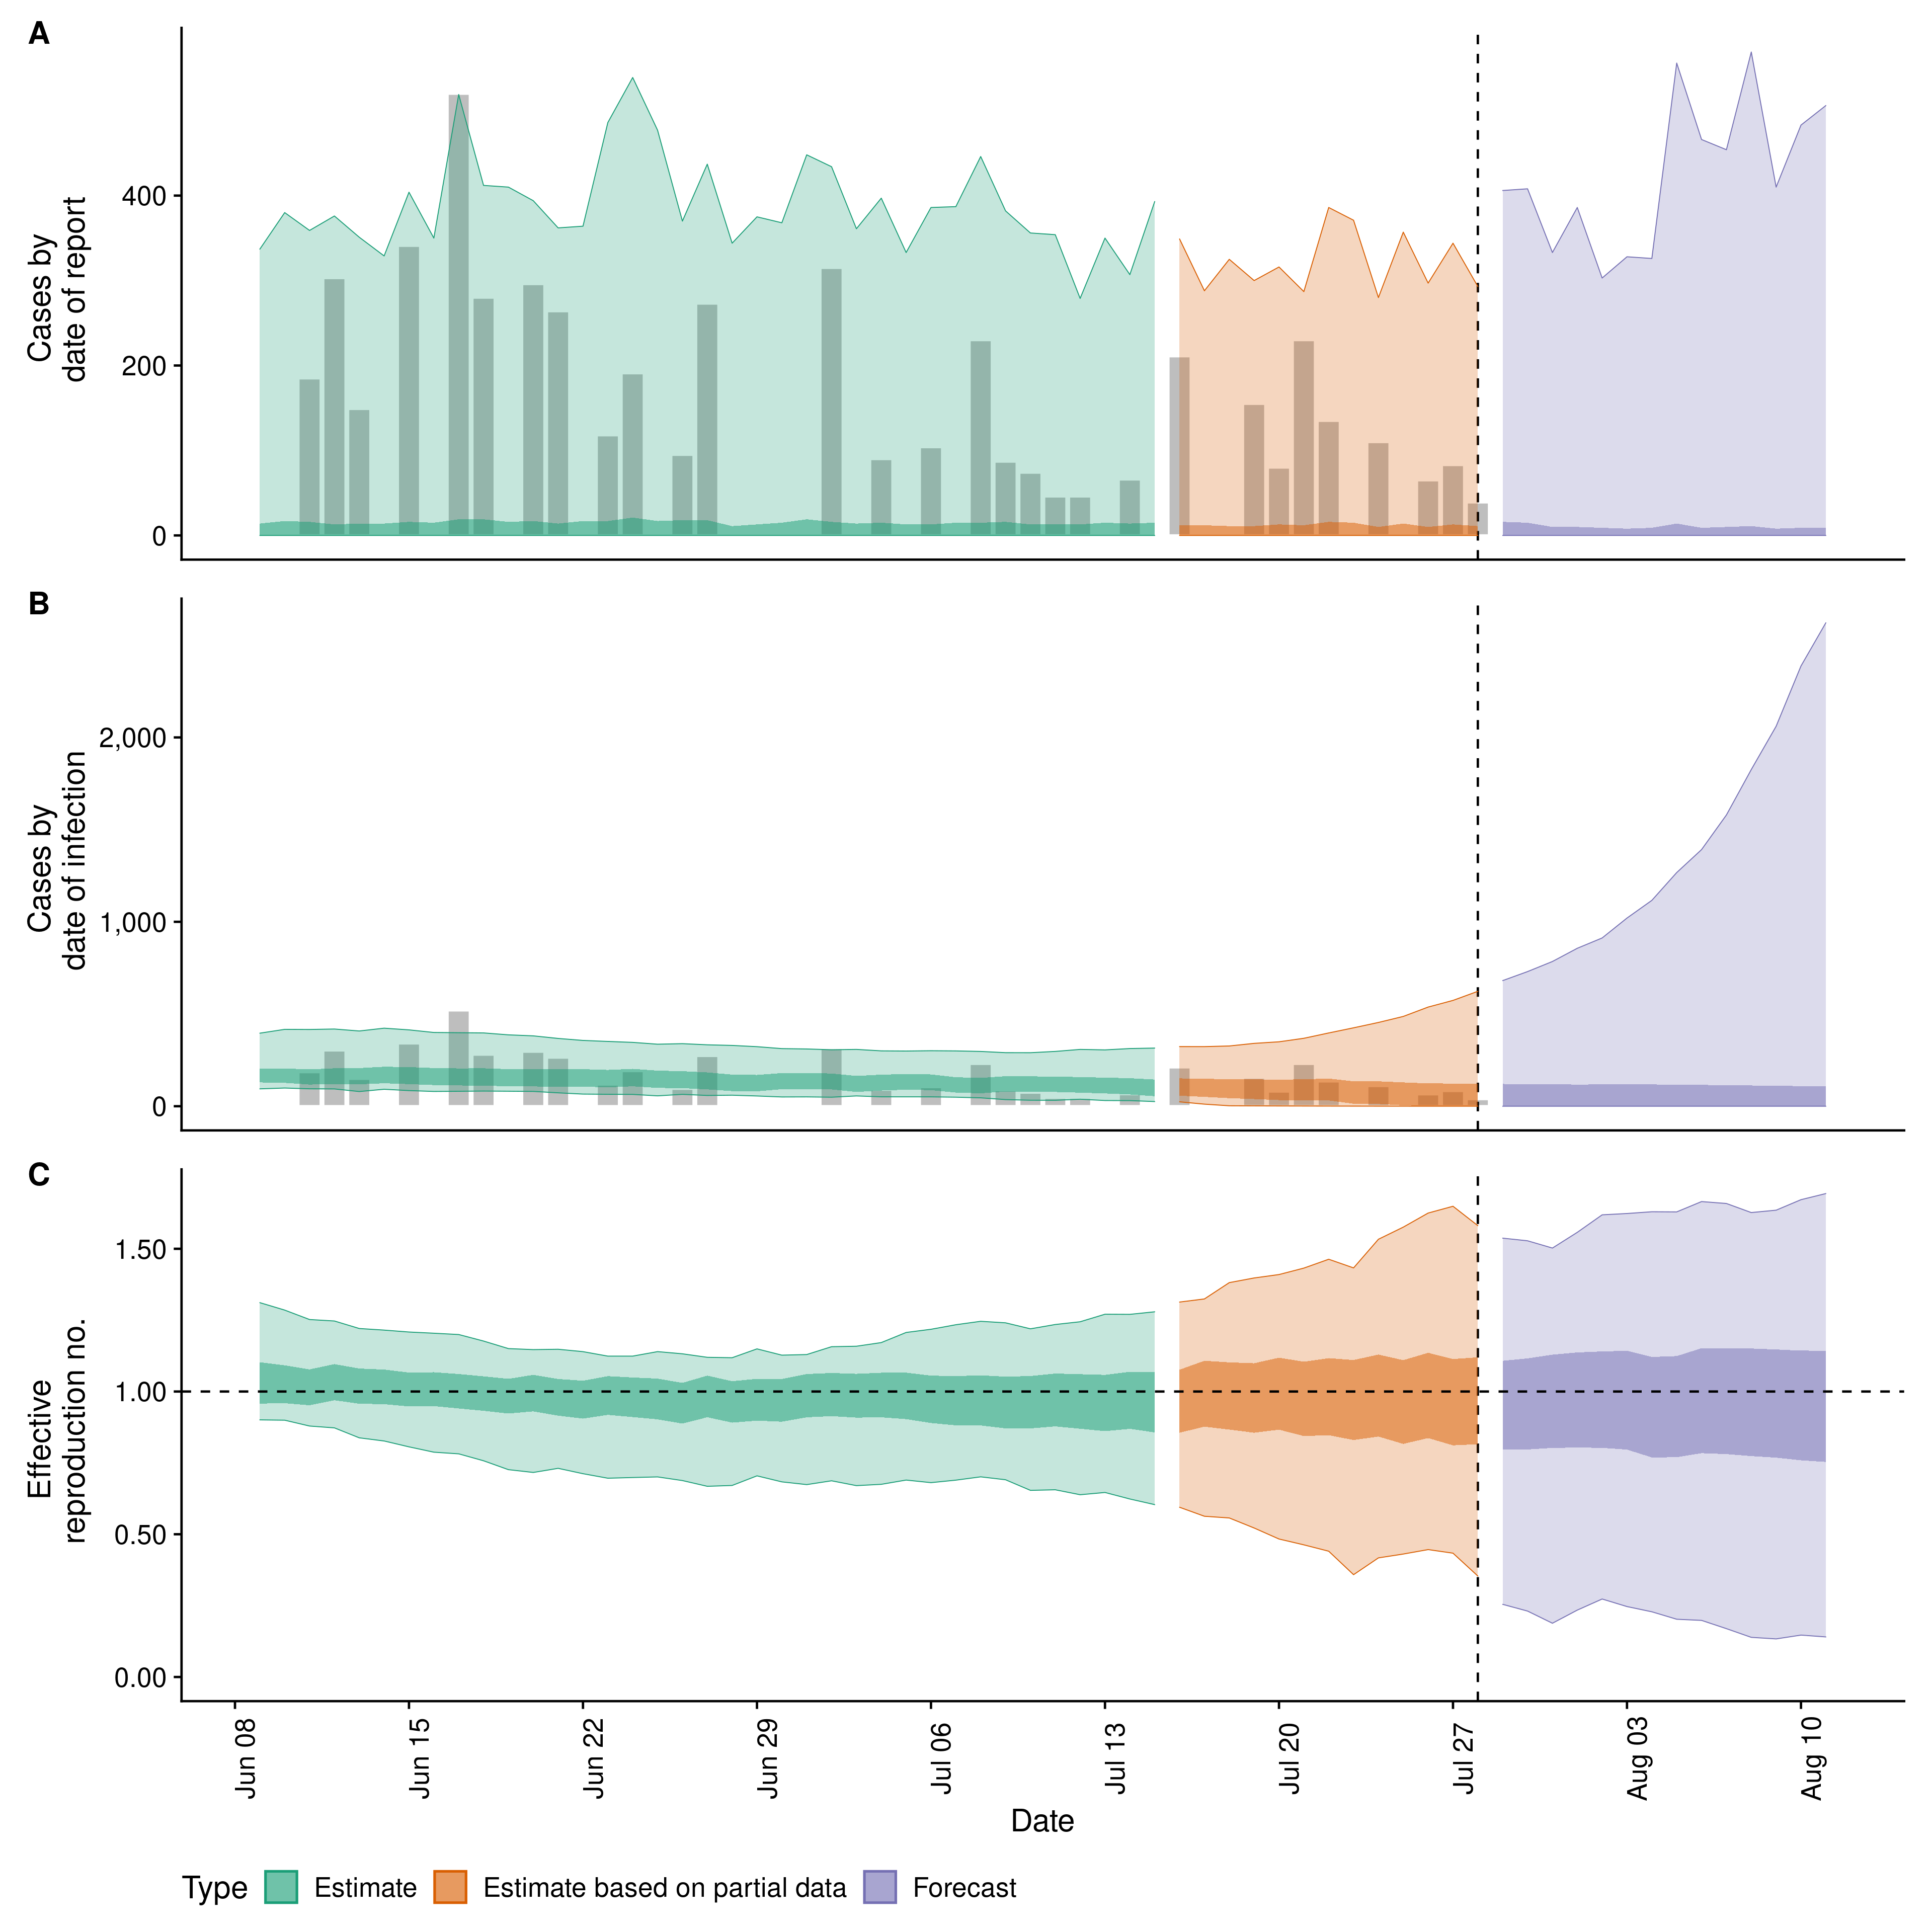 A
Cases by
date of report
400
200
0
B
Cases by
date of infection
2,000
1,000
0
C
Effective
reproduction no.
1.50
1.00
0.50
0.00
Jun 08
Jun 15
Jun 22
Jun 29
Jul 06
Jul 13
Jul 20
Jul 27
Aug 03
Aug 10
Date
Type Estimate Estimate based on partial data Forecast